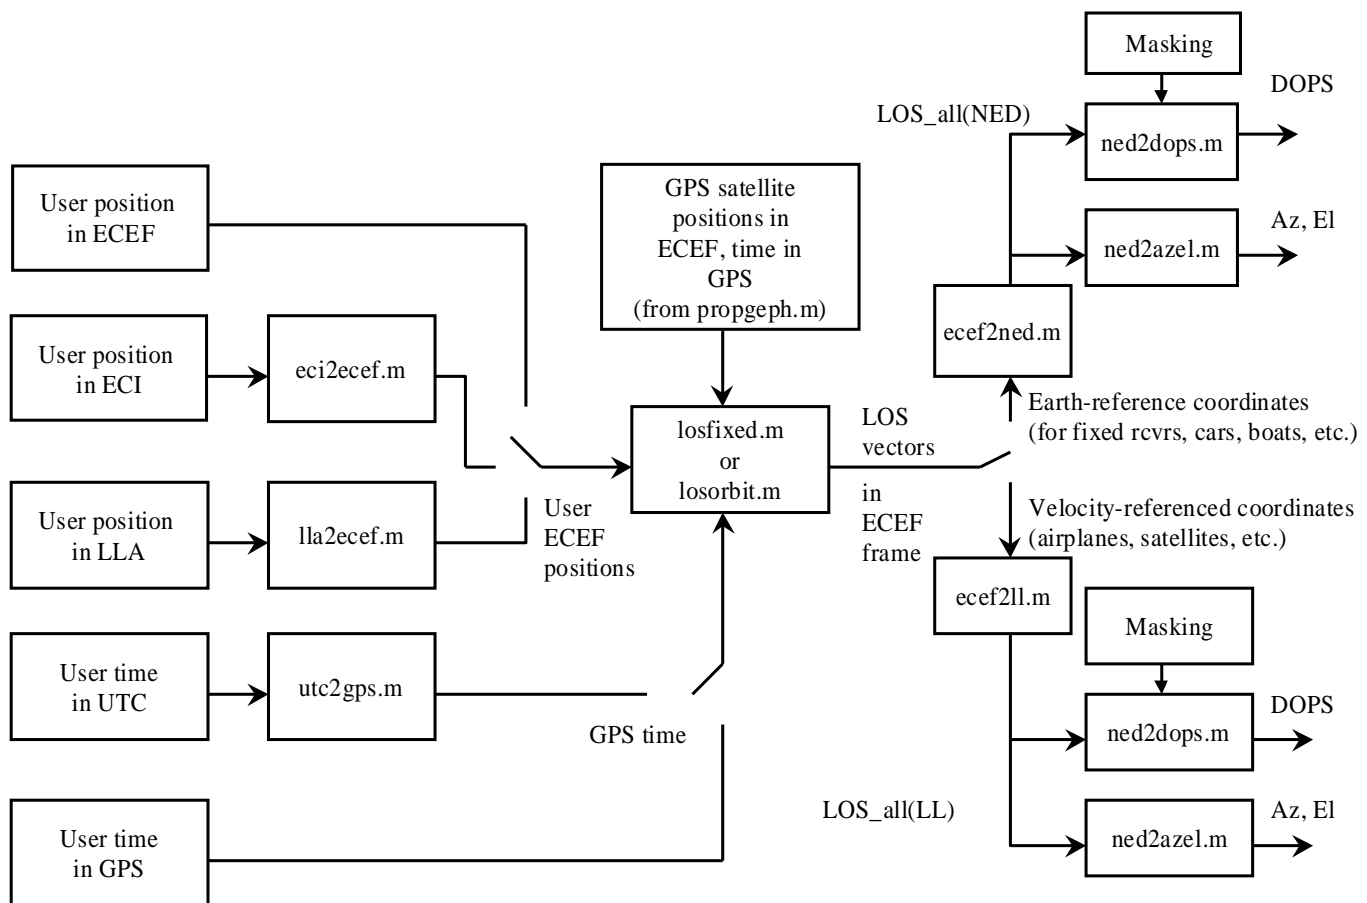 Masking
DOPS
LOS_all(NED)
ned2dops.m
User position
in ECEF
GPS satellite
positions in
ECEF, time in
GPS
(from propgeph.m)
Az, El
ned2azel.m
ecef2ned.m
User position
in ECI
eci2ecef.m
losfixed.m
or
losorbit.m
LOS
vectors
in
ECEF
frame
Earth-reference coordinates
(for fixed rcvrs, cars, boats, etc.)
User position
in LLA
lla2ecef.m
User
ECEF
positions
Velocity-referenced coordinates
(airplanes, satellites, etc.)
ecef2ll.m
Masking
User time
in UTC
utc2gps.m
GPS time
DOPS
ned2dops.m
LOS_all(LL)
Az, El
ned2azel.m
User time
in GPS